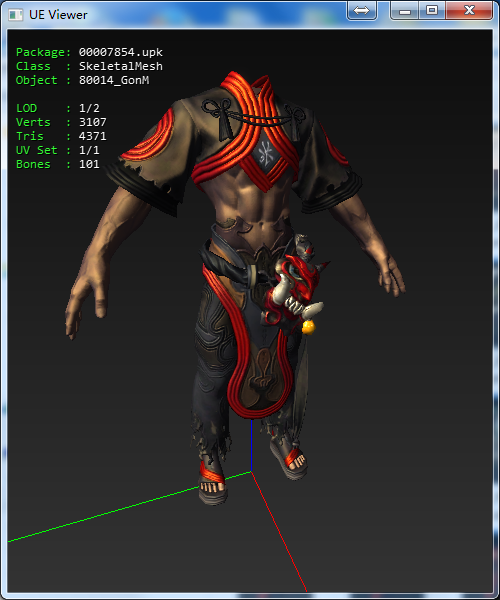 UE Viewer
Package: 00007854.upk
Class : SkeletalMesh
Object : 80014_GonM
LOD : 1/2
Verts : 3107
Tris : 4371
UV Set : 1/1
Bones : 101